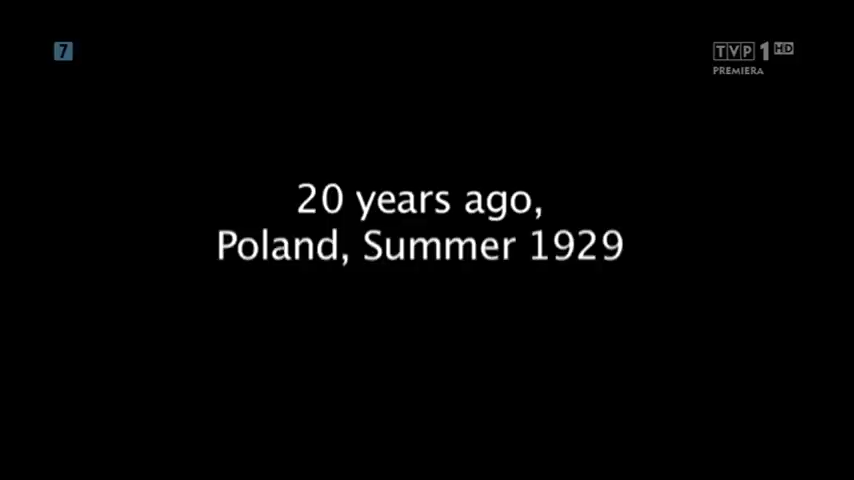 7
TVP 1 HD
PREMIERA
20 years ago,
Poland, Summer 1929